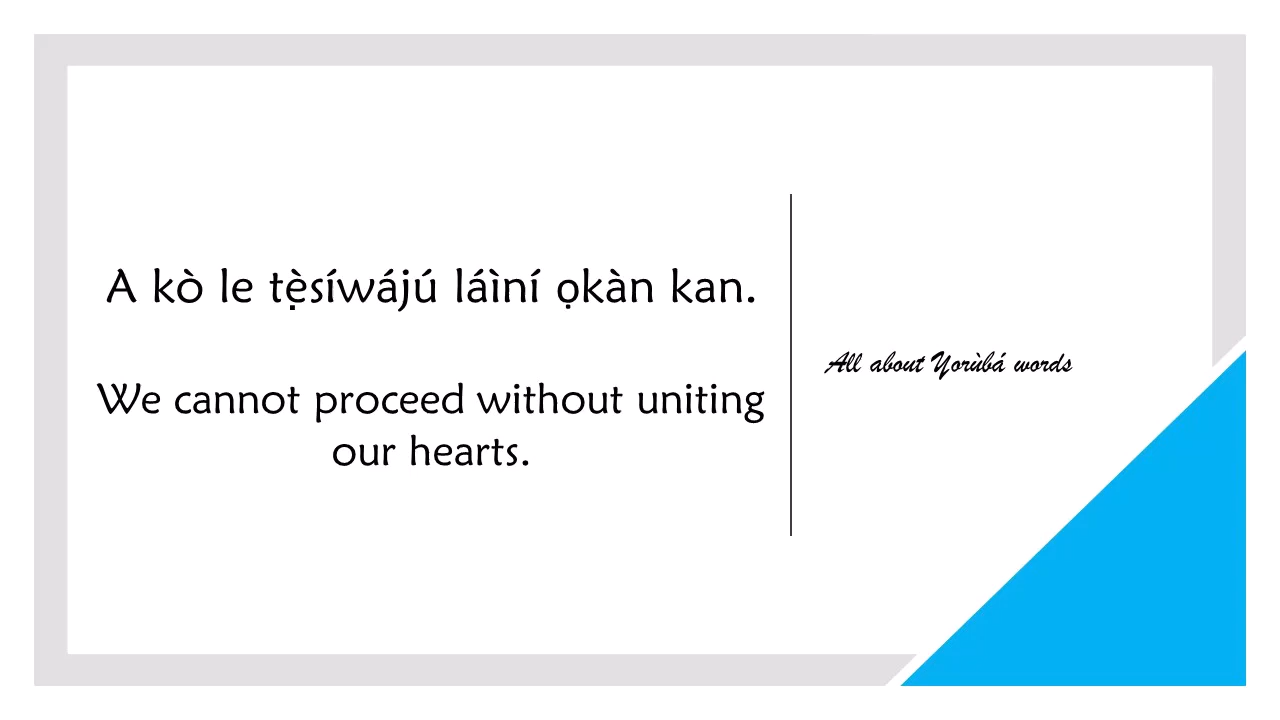 A kò le tẹ̀síwájú láìní ọkàn kan.
We cannot proceed without uniting
our hearts.
All about Yorùbá words